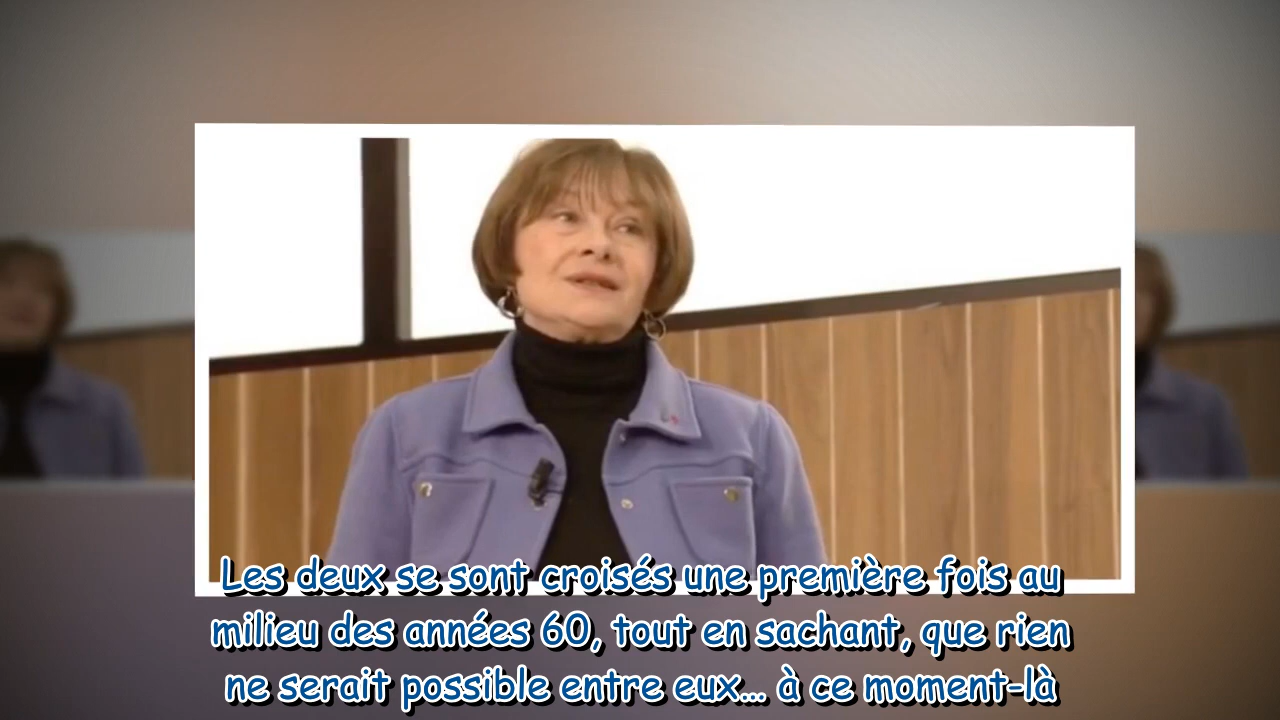 Les deux se sont croisés une première fois au
milieu des années 60, tout en sachant, que rien
ne serait possible entre eux... à ce moment-là